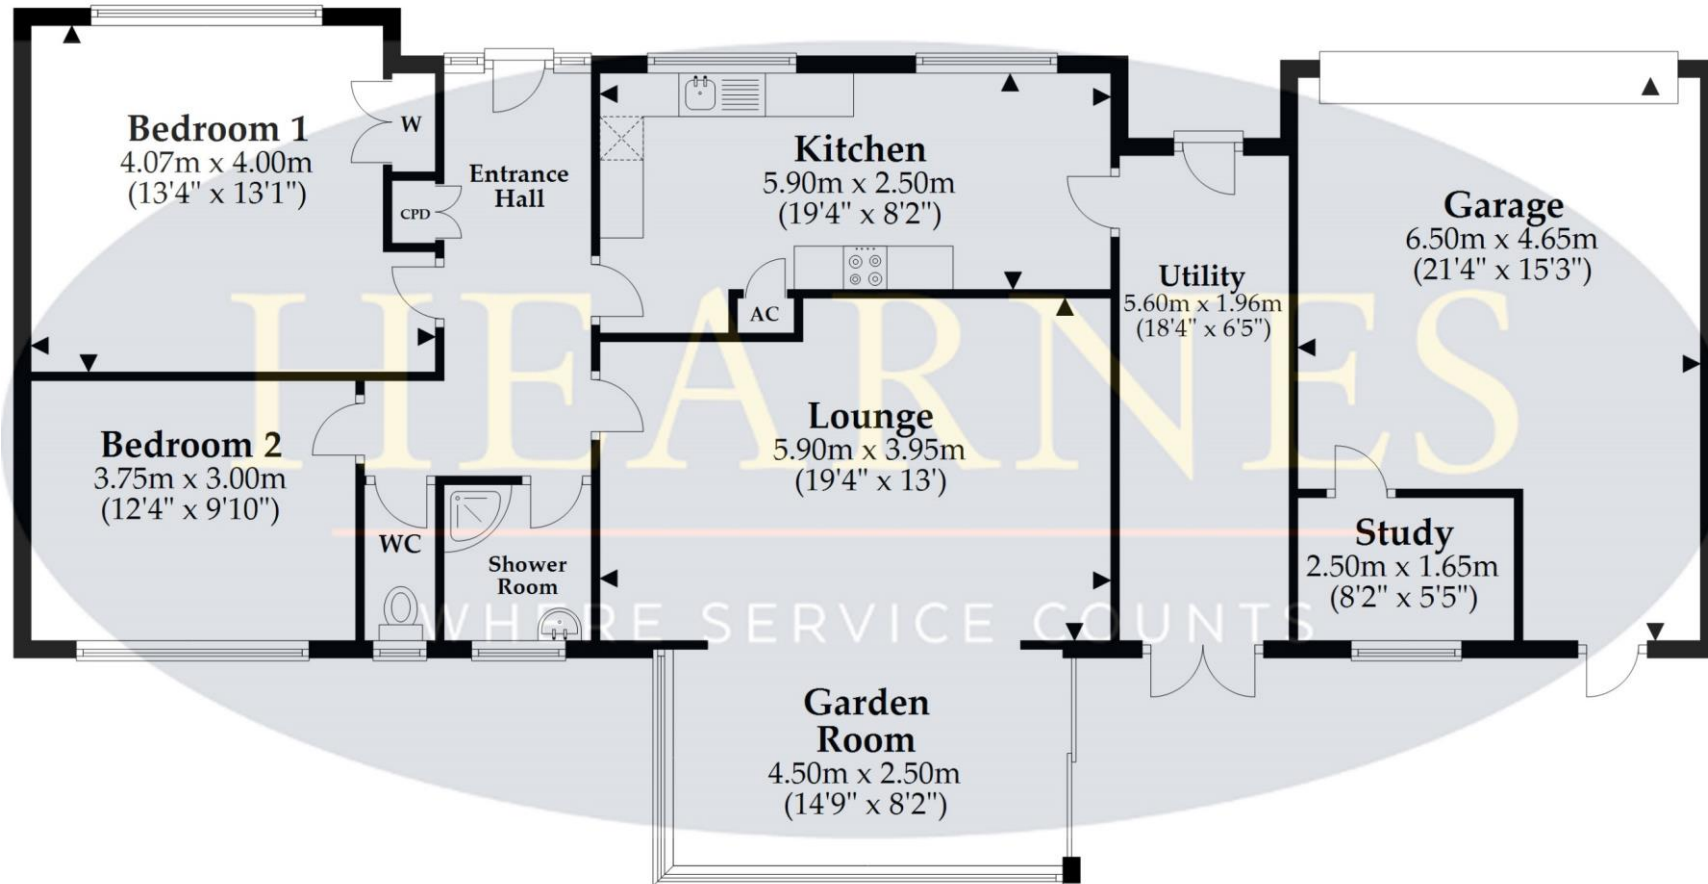 Bedroom 1
4.07m x 4.00m
(13'4" x 13'1")
W
CPD
Entrance
Hall
Kitchen
5.90m x 2.50m
(19'4" x 8'2")
AC
Utility
5.60m x 1.96m
(18'4" x 6'5")
Garage
6.50m x 4.65m
(21'4" x 15'3")
HEARNES
Bedroom 2
3.75m x 3.00m
(12'4" x 9'10")
Lounge
5.90m x 3.95m
(19'4" x 13')
WC
Shower
Room
Study
2.50m x 1.65m
(8'2" x 5'5")
WHERE SERVICE COUNTS
Garden
Room
4.50m x 2.50m
(14'9" x 8'2")